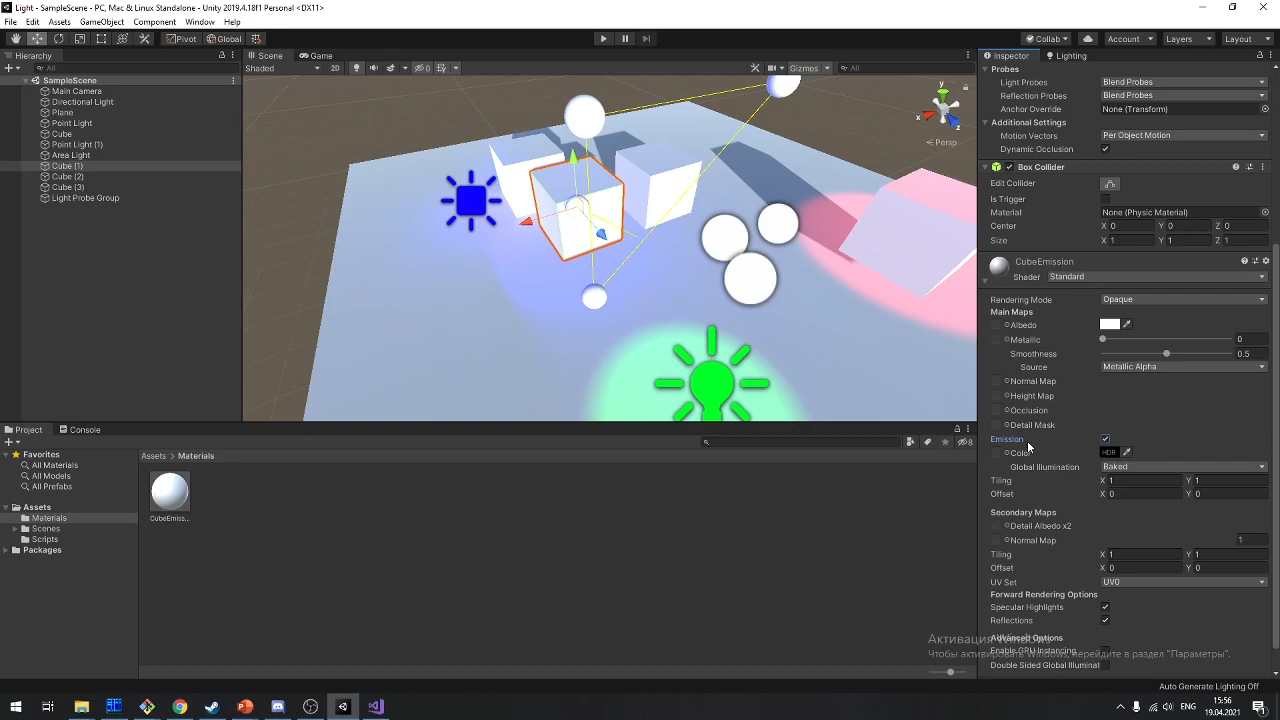 Light - SampleScene - PC, Mac & Linux Standalone - Unity 2019.4.18f1 Personal <DX11>
File Edit Assets GameObject Component Window Help
Pivot Global Collab Account Layers Layout
Hierarchy
All
SampleScene
Main Camera
Directional Light
Plane
Point Light
Cube
Point Light (1)
Area Light
Cube (1)
Cube (2)
Cube (3)
Light Probe Group
Scene Game
Shaded 2D 0 Gizmos All
y
x z
Persp
Inspector Lighting
Probes
Light Probes Blend Probes
Reflection Probes Blend Probes
Anchor Override None (Transform)
Additional Settings
Motion Vectors Per Object Motion
Dynamic Occlusion
Box Collider
Edit Collider
Is Trigger
Material None (Physic Material)
Center X 0 Y 0 Z 0
Size X 1 Y 1 Z 1
CubeEmission
Shader Standard
Rendering Mode Opaque
Main Maps
Albedo
Metallic 0
Smoothness 0.5
Source Metallic Alpha
Normal Map
Height Map
Occlusion
Detail Mask
Emission
Color HDR
Global Illumination Baked
Tiling X 1 Y 1
Offset X 0 Y 0
Secondary Maps
Detail Albedo x2
Normal Map 1
Tiling X 1 Y 1
Offset X 0 Y 0
UV Set UV0
Forward Rendering Options
Specular Highlights
Reflections
Advanced Options
Enable GPU Instancing
Double Sided Global Illuminat
Активация Windows
Чтобы активировать Windows, перейдите в раздел "Параметры".
Project Console
8
Favorites
All Materials
All Models
All Prefabs
Assets
Materials
Scenes
Scripts
Packages
Assets > Materials
CubeEmiss...
Auto Generate Lighting Off
15:56
19.04.2021